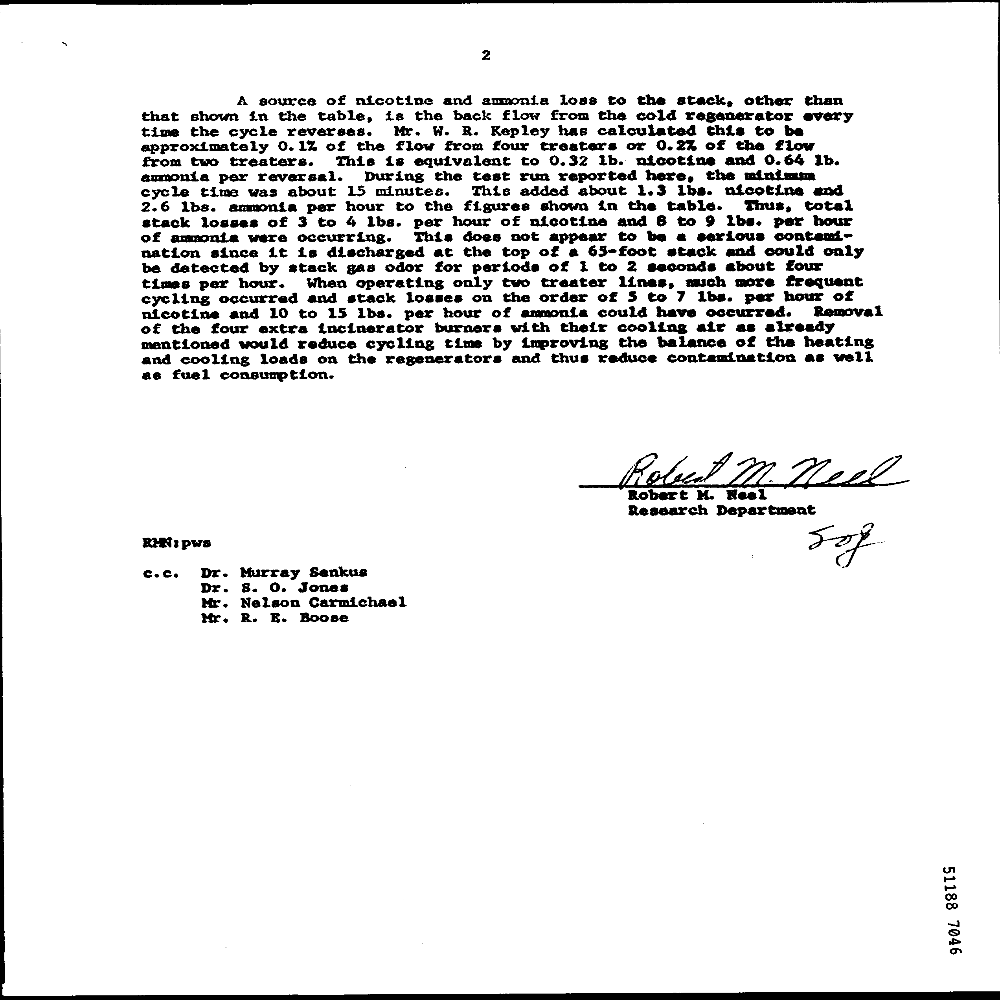 2
A source of nicotine and ammonia loss to the stack, other than
that shown in the table, is the back flow from the cold regenerator every
time the cycle reverses. Mr. W. R. Kepley has calculated this to be
approximately 0.1% of the flow from four treaters or 0.2% of the flow
from two treaters. This is equivalent to 0.32 lb. nicotine and 0.64 lb.
ammonia per reversal. During the test run reported here, the minimum
cycle time was about 15 minutes. This added about 1.3 lbs. nicotine and
2.6 lbs. ammonia per hour to the figures shown in the table. Thus, total
stack losses of 3 to 4 lbs. per hour of nicotine and 8 to 9 lbs. per hour
of ammonia were occurring. This does not appear to be a serious contami-
nation since it is discharged at the top of a 65-foot stack and could only
be detected by stack gas odor for periods of 1 to 2 seconds about four
times per hour. When operating only two treater lines, much more frequent
cycling occurred and stack losses on the order of 5 to 7 lbs. per hour of
nicotine and 10 to 15 lbs. per hour of ammonia could have occurred. Removal
of the four extra incinerator burners with their cooling air as already
mentioned would reduce cycling time by improving the balance of the heating
and cooling loads on the regenerators and thus reduce contamination as well
as fuel consumption.
Robert M. Neel
Robert M. Neel
Research Department
SOJ
RMN:pws
c.c. Dr. Murray Senkus
Dr. S. O. Jones
Mr. Nelson Carmichael
Mr. R. E. Boose
51188 7046